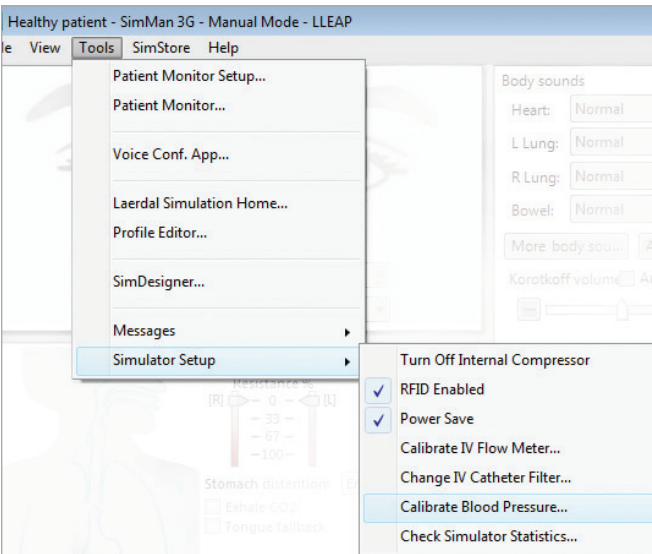 Healthy patient - SimMan 3G - Manual Mode - LLEAP
le View Tools SimStore Help
Patient Monitor Setup...
Patient Monitor...
Voice Conf. App...
Laerdal Simulation Home...
Profile Editor...
SimDesigner...
Messages
Simulator Setup
Body sounds
Heart: Normal
L Lung: Normal
R Lung: Normal
Bowel: Normal
More body sou... A
Korotkoff volume Au
Turn Off Internal Compressor
RFID Enabled
Power Save
Calibrate IV Flow Meter...
Change IV Catheter Filter...
Calibrate Blood Pressure...
Check Simulator Statistics...
Resistance %
[R] 0 [L]
33
67
100
Stomach distention: En
Exhale CO2
Tongue fallback